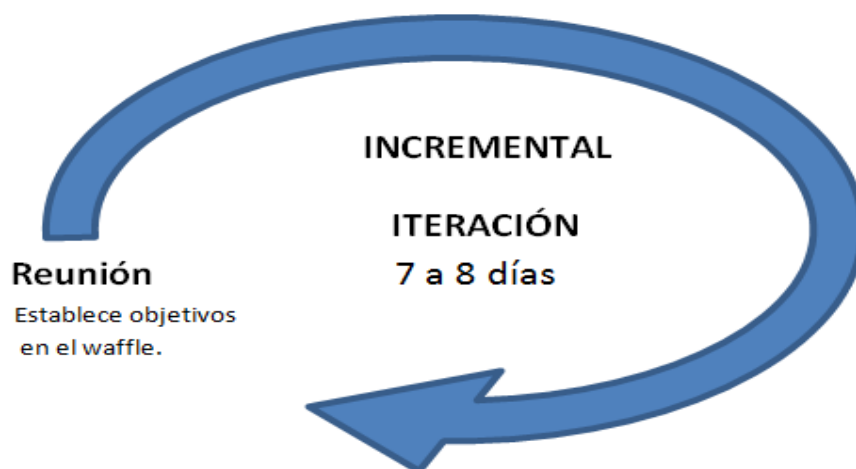 INCREMENTAL
ITERACIÓN
7 a 8 días
Reunión
Establece objetivos
en el waffle.